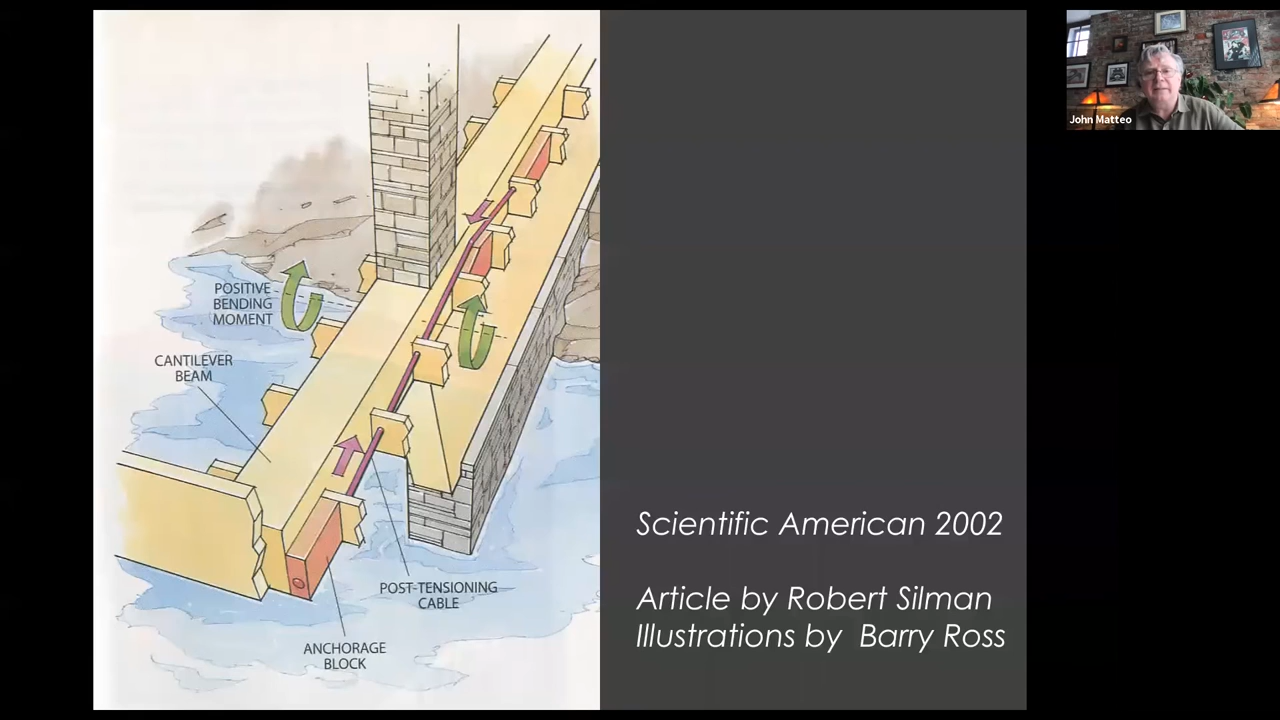 POSITIVE
BENDING
MOMENT
CANTILEVER
BEAM
POST-TENSIONING
CABLE
ANCHORAGE
BLOCK
Scientific American 2002
Article by Robert Silman
Illustrations by Barry Ross
John Matteo